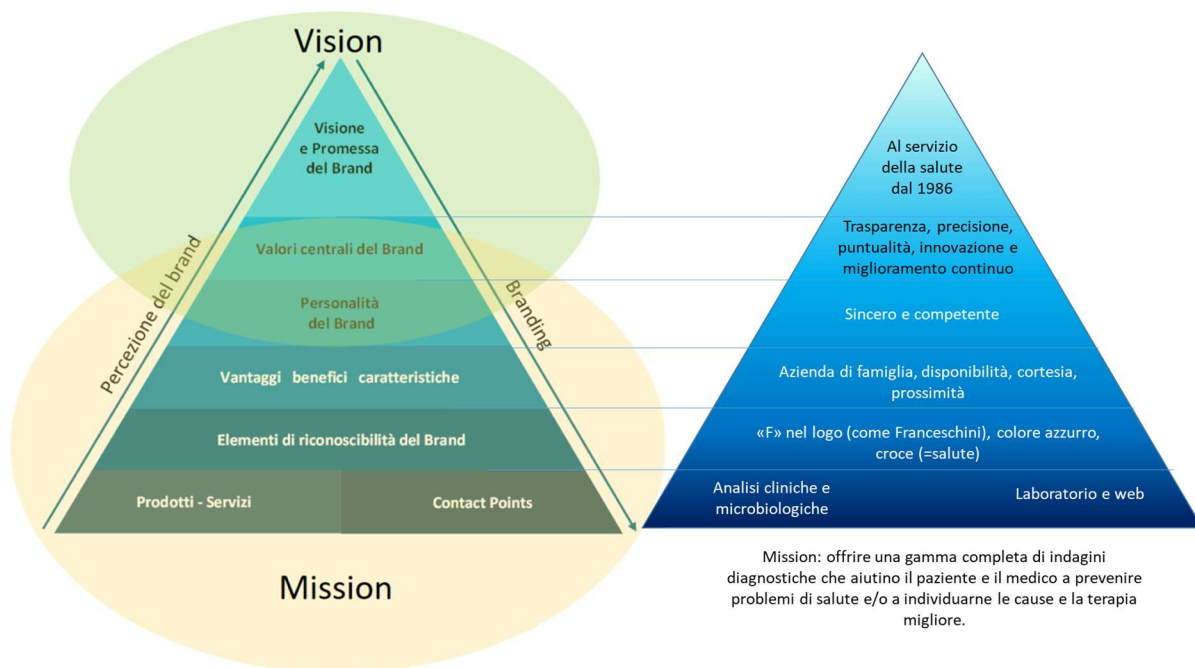 Vision
Visione
e Promessa
del Brand
Valori centrali del Brand
Personalità
del Brand
Vantaggi benefici caratteristiche
Elementi di riconoscibilità del Brand
Prodotti - Servizi
Contact Points
Percezione del brand
Branding
Mission
Al servizio
della salute
dal 1986
Trasparenza, precisione,
puntualità, innovazione e
miglioramento continuo
Sincero e competente
Azienda di famiglia, disponibilità, cortesia,
prossimità
«F» nel logo (come Franceschini), colore azzurro,
croce (=salute)
Analisi cliniche e
microbiologiche
Laboratorio e web
Mission: offrire una gamma completa di indagini
diagnostiche che aiutino il paziente e il medico a prevenire
problemi di salute e/o a individuarne le cause e la terapia
migliore.